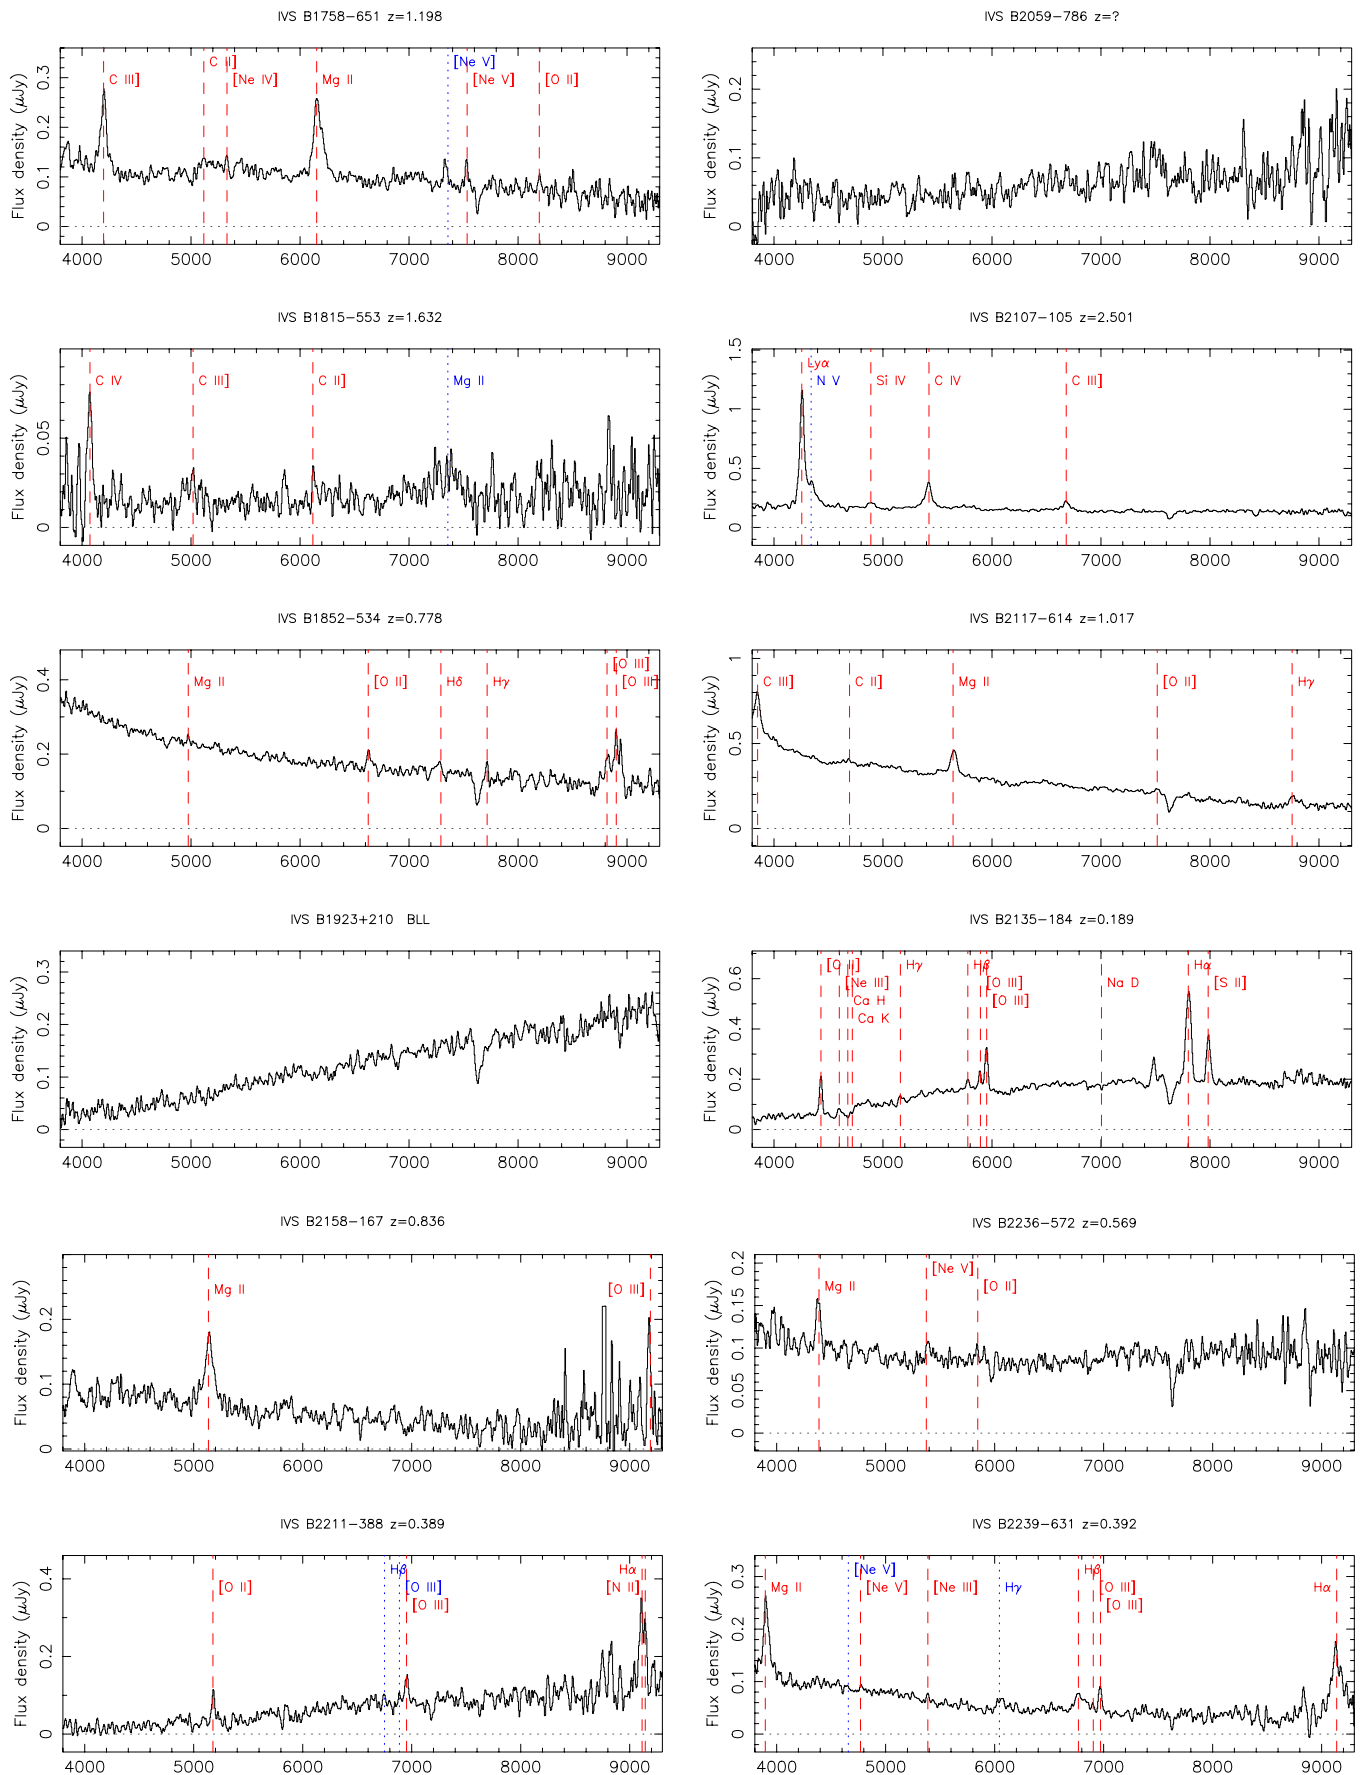 IVS B1758−651 z=1.198
Flux density (μJy)
0 0.1 0.2 0.3
C III]
C II]
[Ne IV]
Mg II
[Ne V]
[Ne V]
[O II]
4000 5000 6000 7000 8000 9000
IVS B2059−786 z=?
Flux density (μJy)
0 0.1 0.2
4000 5000 6000 7000 8000 9000
IVS B1815−553 z=1.632
Flux density (μJy)
0 0.05
C IV
C III]
C II]
Mg II
4000 5000 6000 7000 8000 9000
IVS B2107−105 z=2.501
Flux density (μJy)
0 0.5 1 1.5
Lyα
N V
Si IV
C IV
C III]
4000 5000 6000 7000 8000 9000
IVS B1852−534 z=0.778
Flux density (μJy)
0 0.2 0.4
Mg II
[O II]
Hδ
Hγ
[O III]
[O III]
4000 5000 6000 7000 8000 9000
IVS B2117−614 z=1.017
Flux density (μJy)
0 0.5 1
C III]
C II]
Mg II
[O II]
Hγ
4000 5000 6000 7000 8000 9000
IVS B1923+210 BLL
Flux density (μJy)
0 0.1 0.2 0.3
4000 5000 6000 7000 8000 9000
IVS B2135−184 z=0.189
Flux density (μJy)
0 0.2 0.4 0.6
[O II]
[Ne III]
Ca H
Ca K
Hγ
Hβ
[O III]
[O III]
Na D
Hα
[S II]
4000 5000 6000 7000 8000 9000
IVS B2158−167 z=0.836
Flux density (μJy)
0 0.1 0.2
Mg II
[O III]
4000 5000 6000 7000 8000 9000
IVS B2236−572 z=0.569
Flux density (μJy)
0 0.05 0.1 0.15 0.2
Mg II
[Ne V]
[O II]
4000 5000 6000 7000 8000 9000
IVS B2211−388 z=0.389
Flux density (μJy)
0 0.2 0.4
[O II]
Hβ
[O III]
[O III]
Hα
[N II]
4000 5000 6000 7000 8000 9000
IVS B2239−631 z=0.392
Flux density (μJy)
0 0.1 0.2 0.3
Mg II
[Ne V]
[Ne V]
[Ne III]
Hγ
Hβ
[O III]
[O III]
Hα
4000 5000 6000 7000 8000 9000